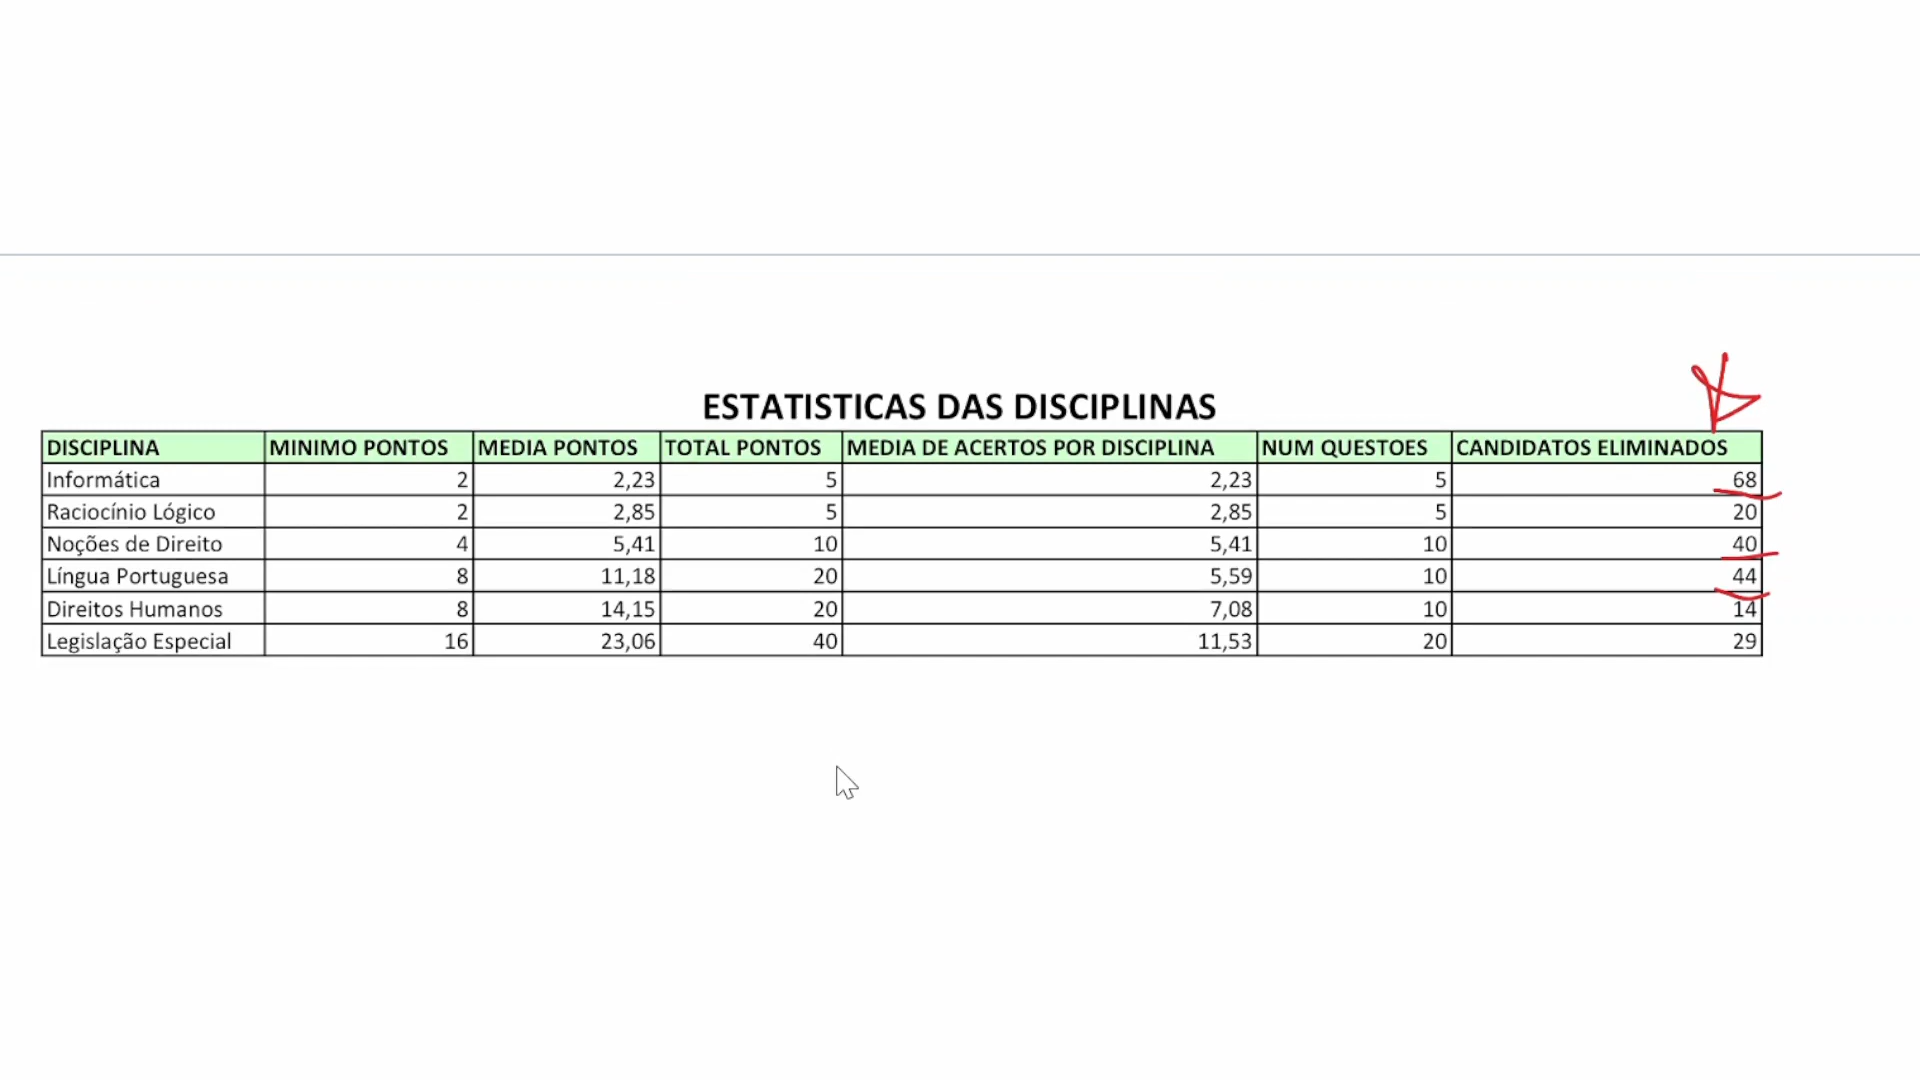 ESTATISTICAS DAS DISCIPLINAS
DISCIPLINA MINIMO PONTOS MEDIA PONTOS TOTAL PONTOS MEDIA DE ACERTOS POR DISCIPLINA NUM QUESTOES CANDIDATOS ELIMINADOS
Informática 2 2,23 5 2,23 5 68
Raciocínio Lógico 2 2,85 5 2,85 5 20
Noções de Direito 4 5,41 10 5,41 10 40
Língua Portuguesa 8 11,18 20 5,59 10 44
Direitos Humanos 8 14,15 20 7,08 10 14
Legislação Especial 16 23,06 40 11,53 20 29